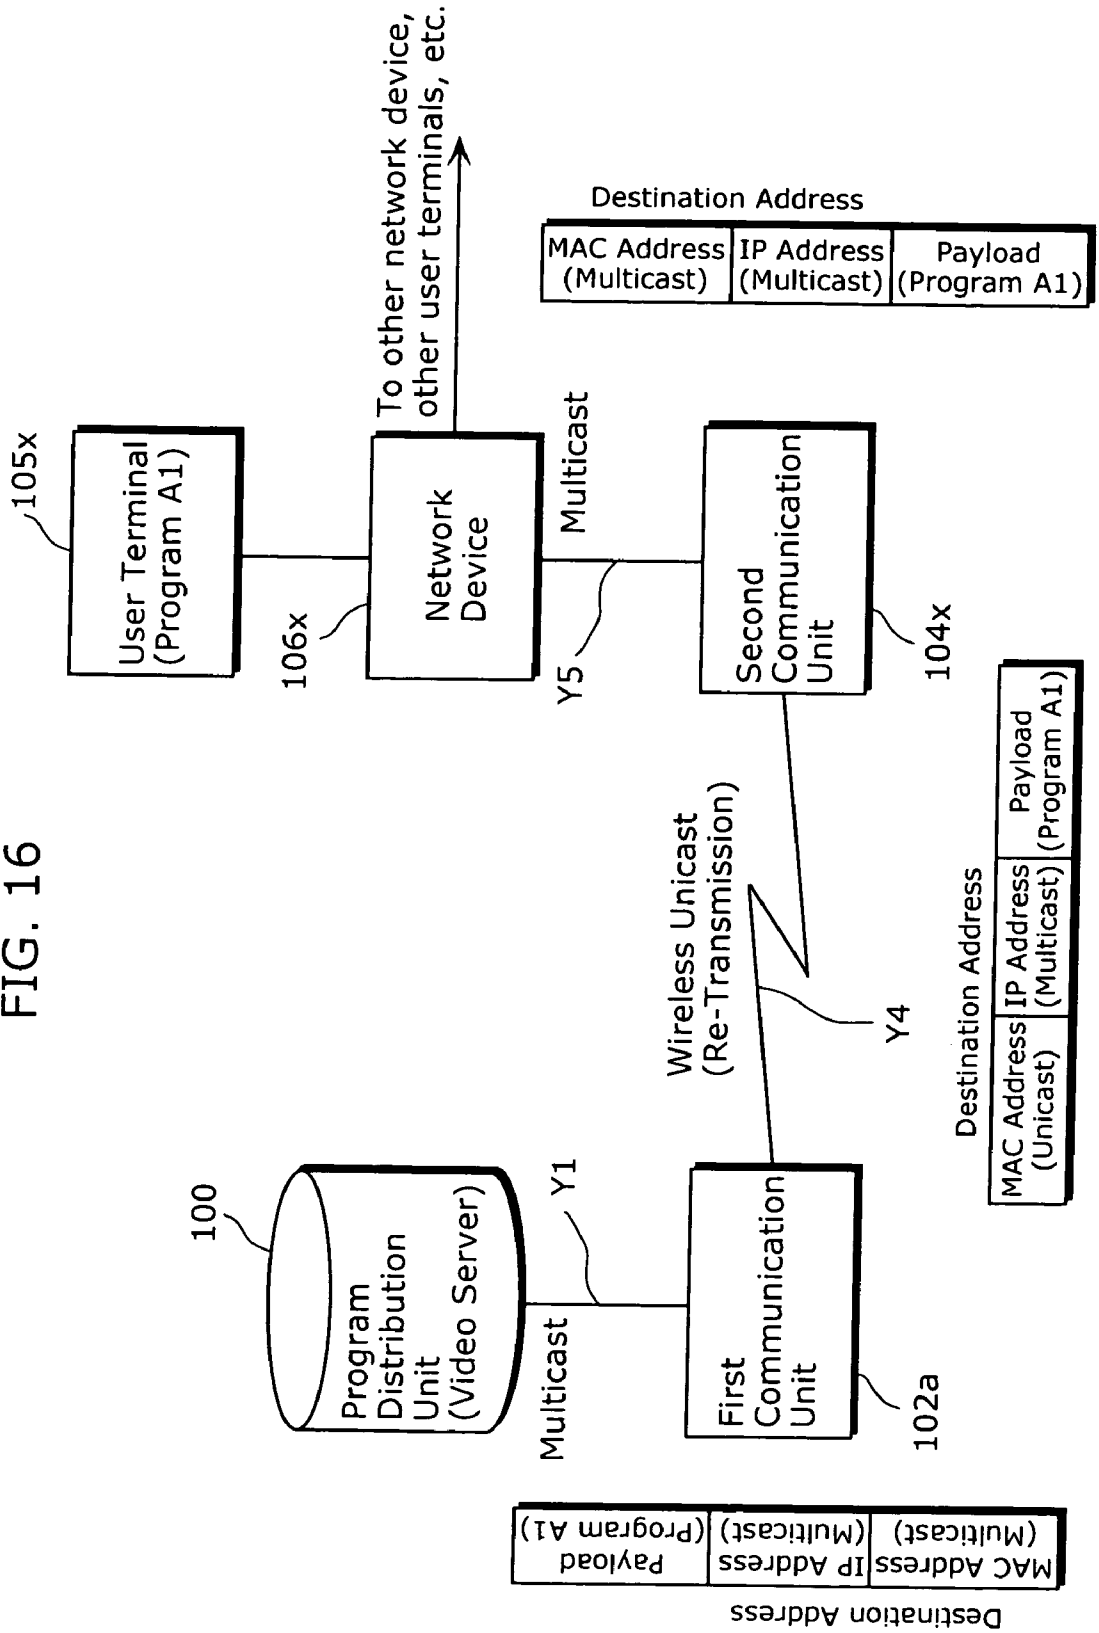 FIG. 16
100
Program
Distribution
Unit
(Video Server)
Multicast
Y1
First
Communication
Unit
102a
Destination Address
MAC Address
(Multicast)
IP Address
(Multicast)
Payload
(Program A1)
Wireless Unicast
(Re-Transmission)
Y4
Destination Address
MAC Address
(Unicast)
IP Address
(Multicast)
Payload
(Program A1)
105x
User Terminal
(Program A1)
106x
Network
Device
To other network device,
other user terminals, etc.
Y5
Multicast
Second
Communication
Unit
104x
Destination Address
MAC Address
(Multicast)
IP Address
(Multicast)
Payload
(Program A1)